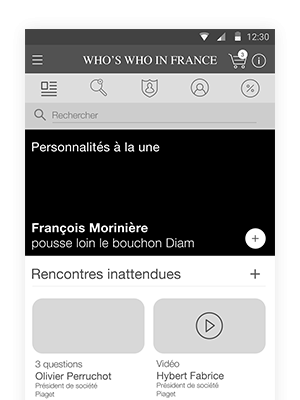 12:30
WHO'S WHO IN FRANCE
3
Rechercher
Personnalités à la une
François Morinière
pousse loin le bouchon Diam
Rencontres inattendues
3 questions
Olivier Perruchot
Président de société
Piaget
Vidéo
Hybert Fabrice
Président de société
Piaget